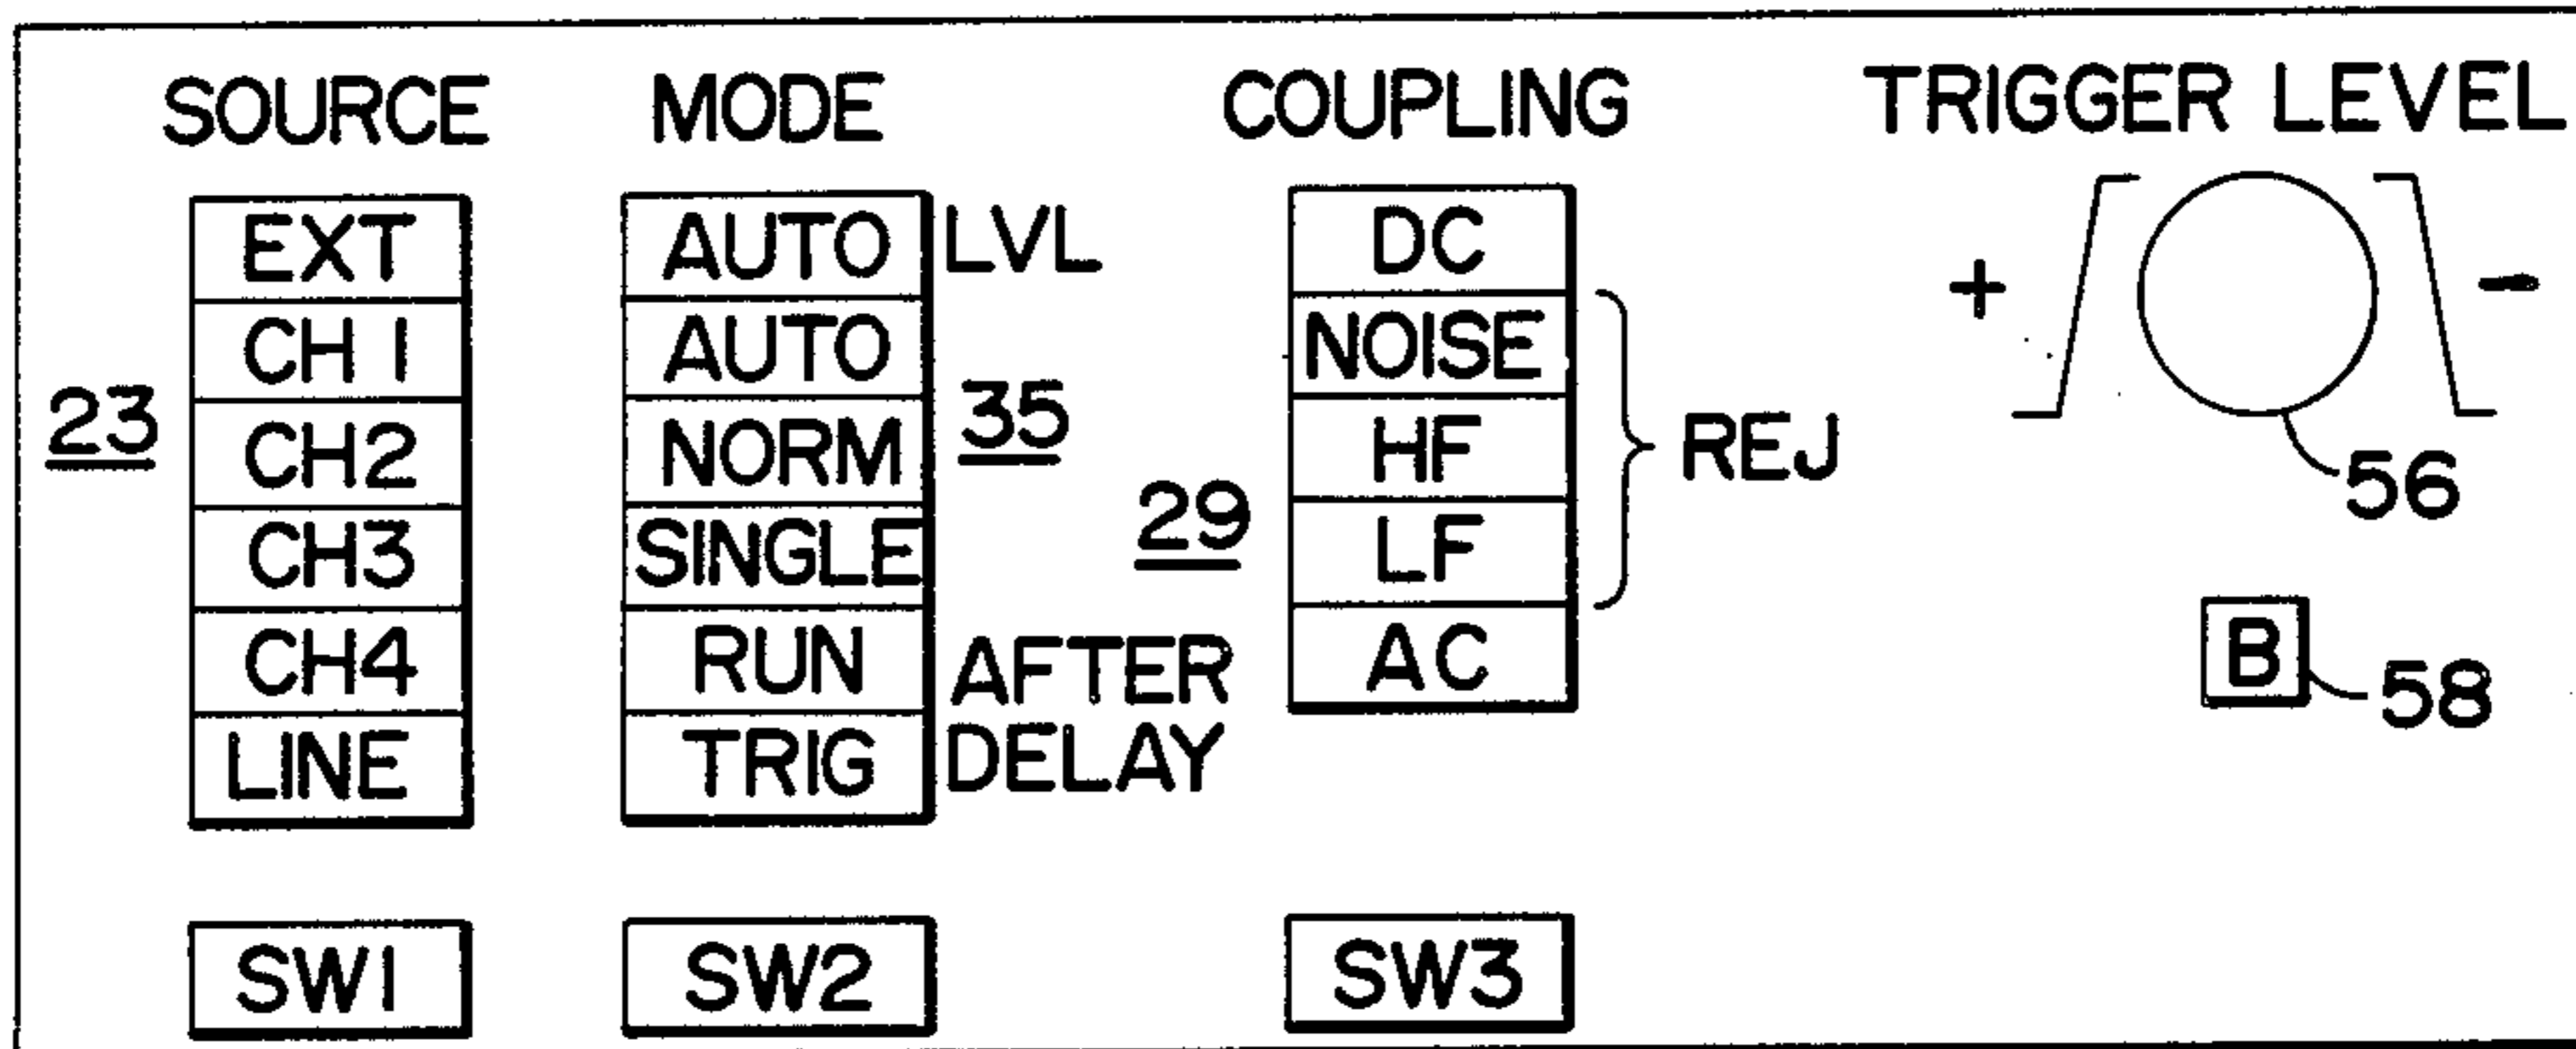 SOURCE
EXT
CH 1
CH2
CH3
CH4
LINE
23
SW1
MODE
AUTO LVL
AUTO
NORM
SINGLE
RUN
TRIG
AFTER
DELAY
35
SW2
COUPLING
DC
NOISE
HF
LF
AC
REJ
29
SW3
TRIGGER LEVEL
+ -
56
B
58